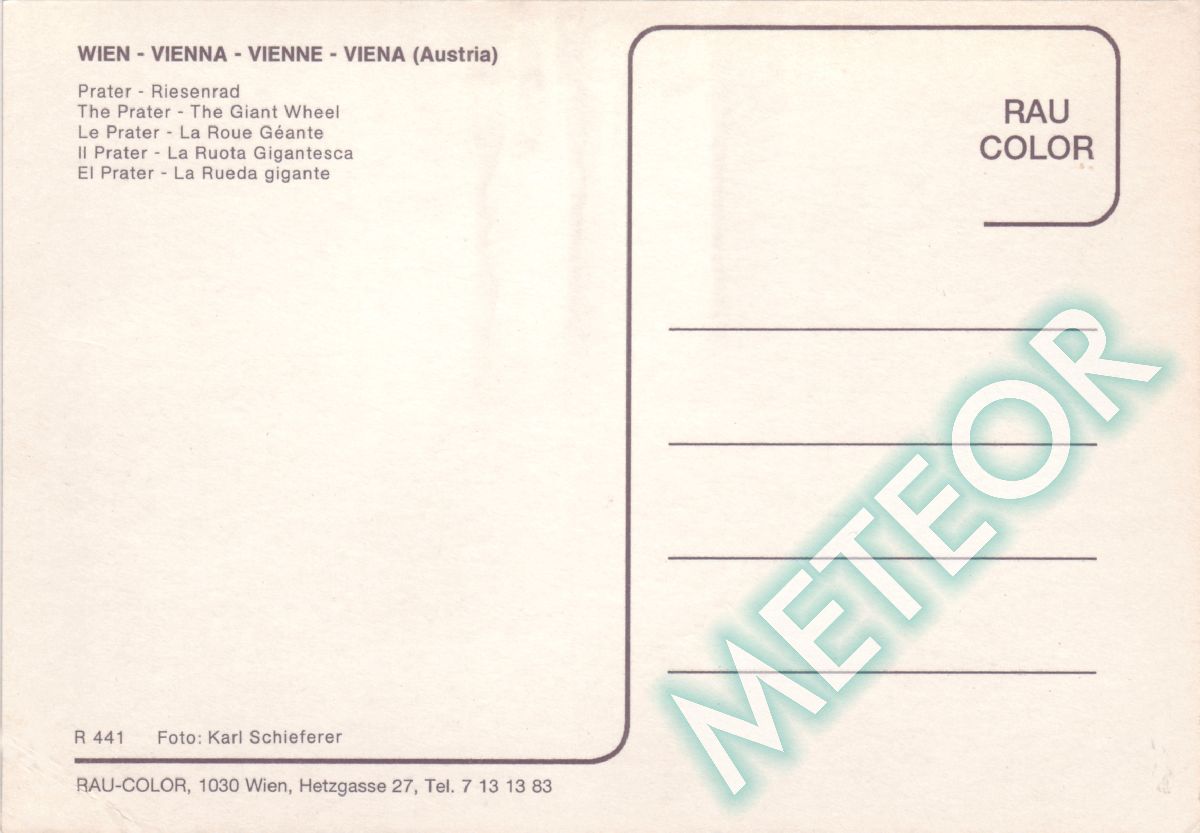 WIEN - VIENNA - VIENNE - VIENA (Austria)
Prater - Riesenrad
The Prater - The Giant Wheel
Le Prater - La Roue Géante
Il Prater - La Ruota Gigantesca
El Prater - La Rueda gigante
RAU
COLOR
METEOR
R 441 Foto: Karl Schieferer
RAU-COLOR, 1030 Wien, Hetzgasse 27, Tel. 7 13 13 83